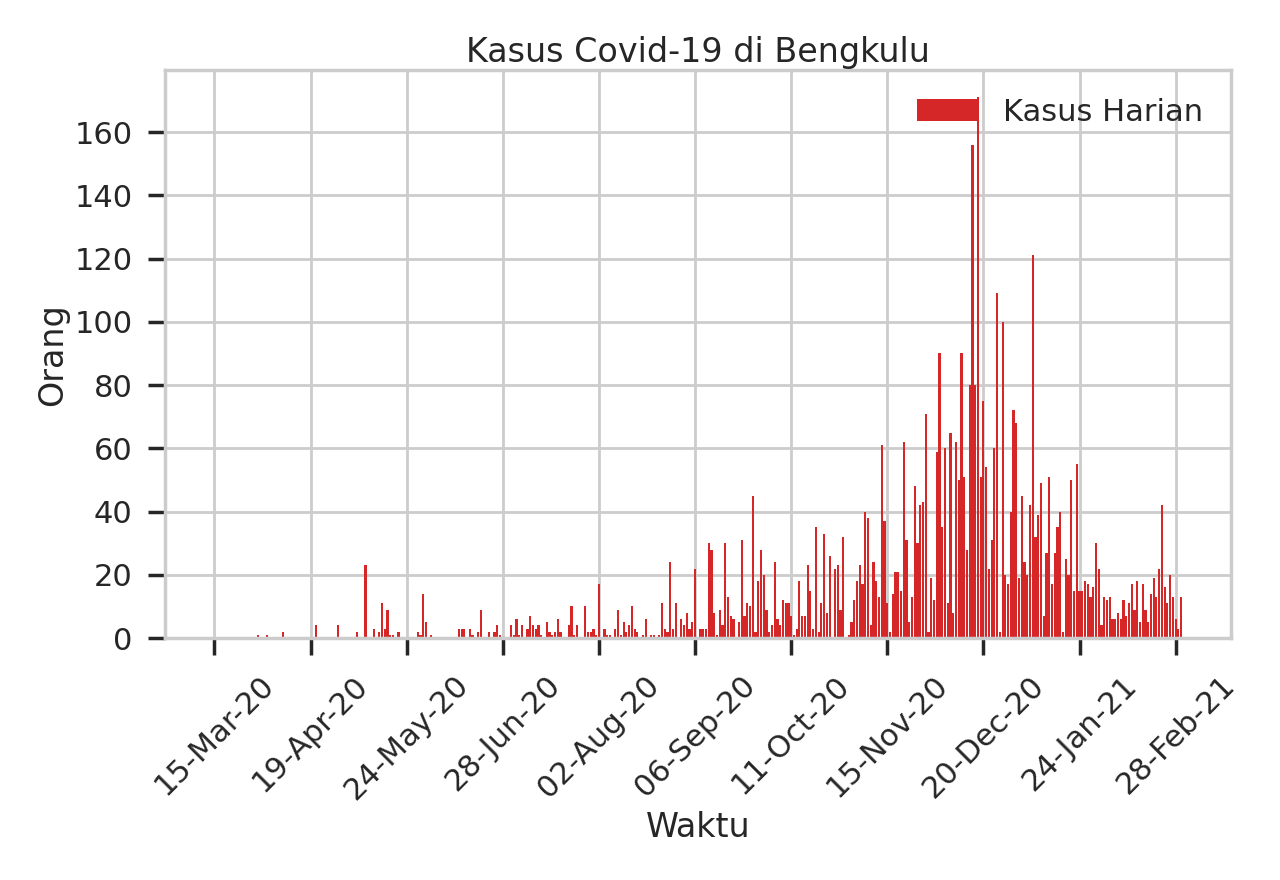 Kasus Covid-19 di Bengkulu
Kasus Harian
Orang
160
140
120
100
80
60
40
20
0
15-Mar-20
19-Apr-20
24-May-20
28-Jun-20
02-Aug-20
06-Sep-20
11-Oct-20
15-Nov-20
20-Dec-20
24-Jan-21
28-Feb-21
Waktu